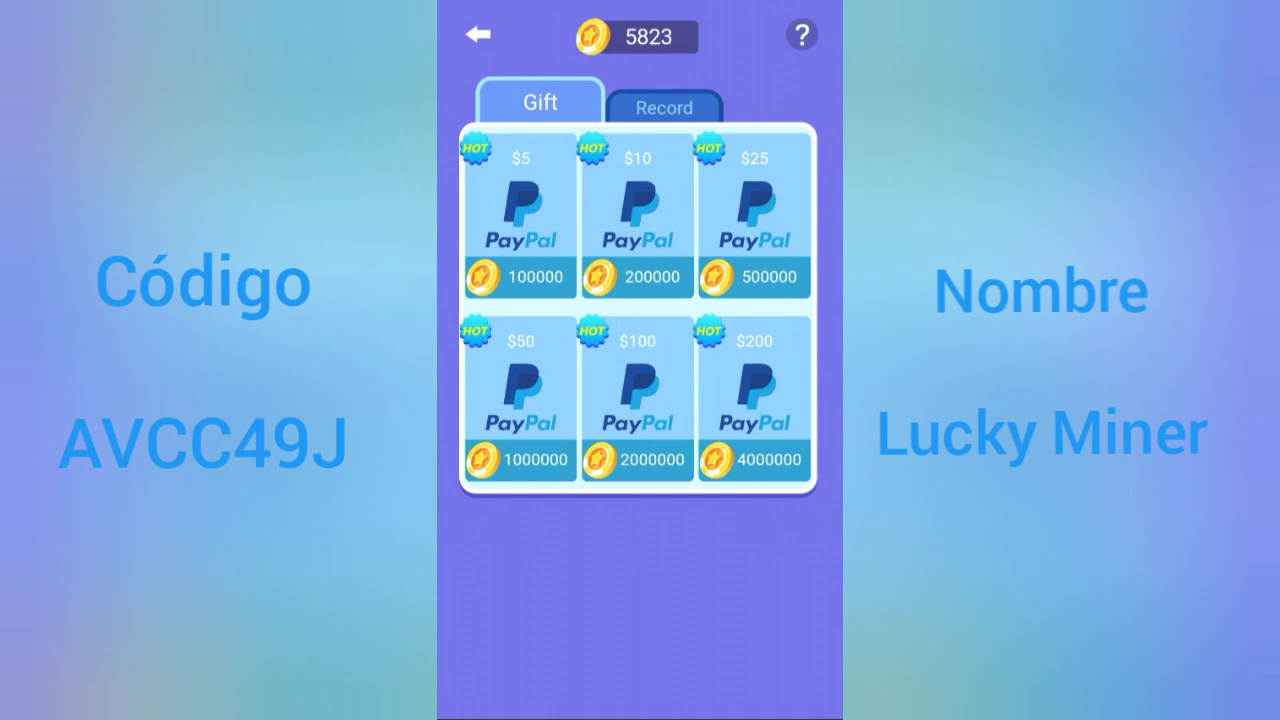 5823
?
Gift
Record
HOT HOT HOT
$5 $10 $25
PayPal PayPal PayPal
100000 200000 500000
HOT HOT HOT
$50 $100 $200
PayPal PayPal PayPal
1000000 2000000 4000000
Código
AVCC49J
Nombre
Lucky Miner